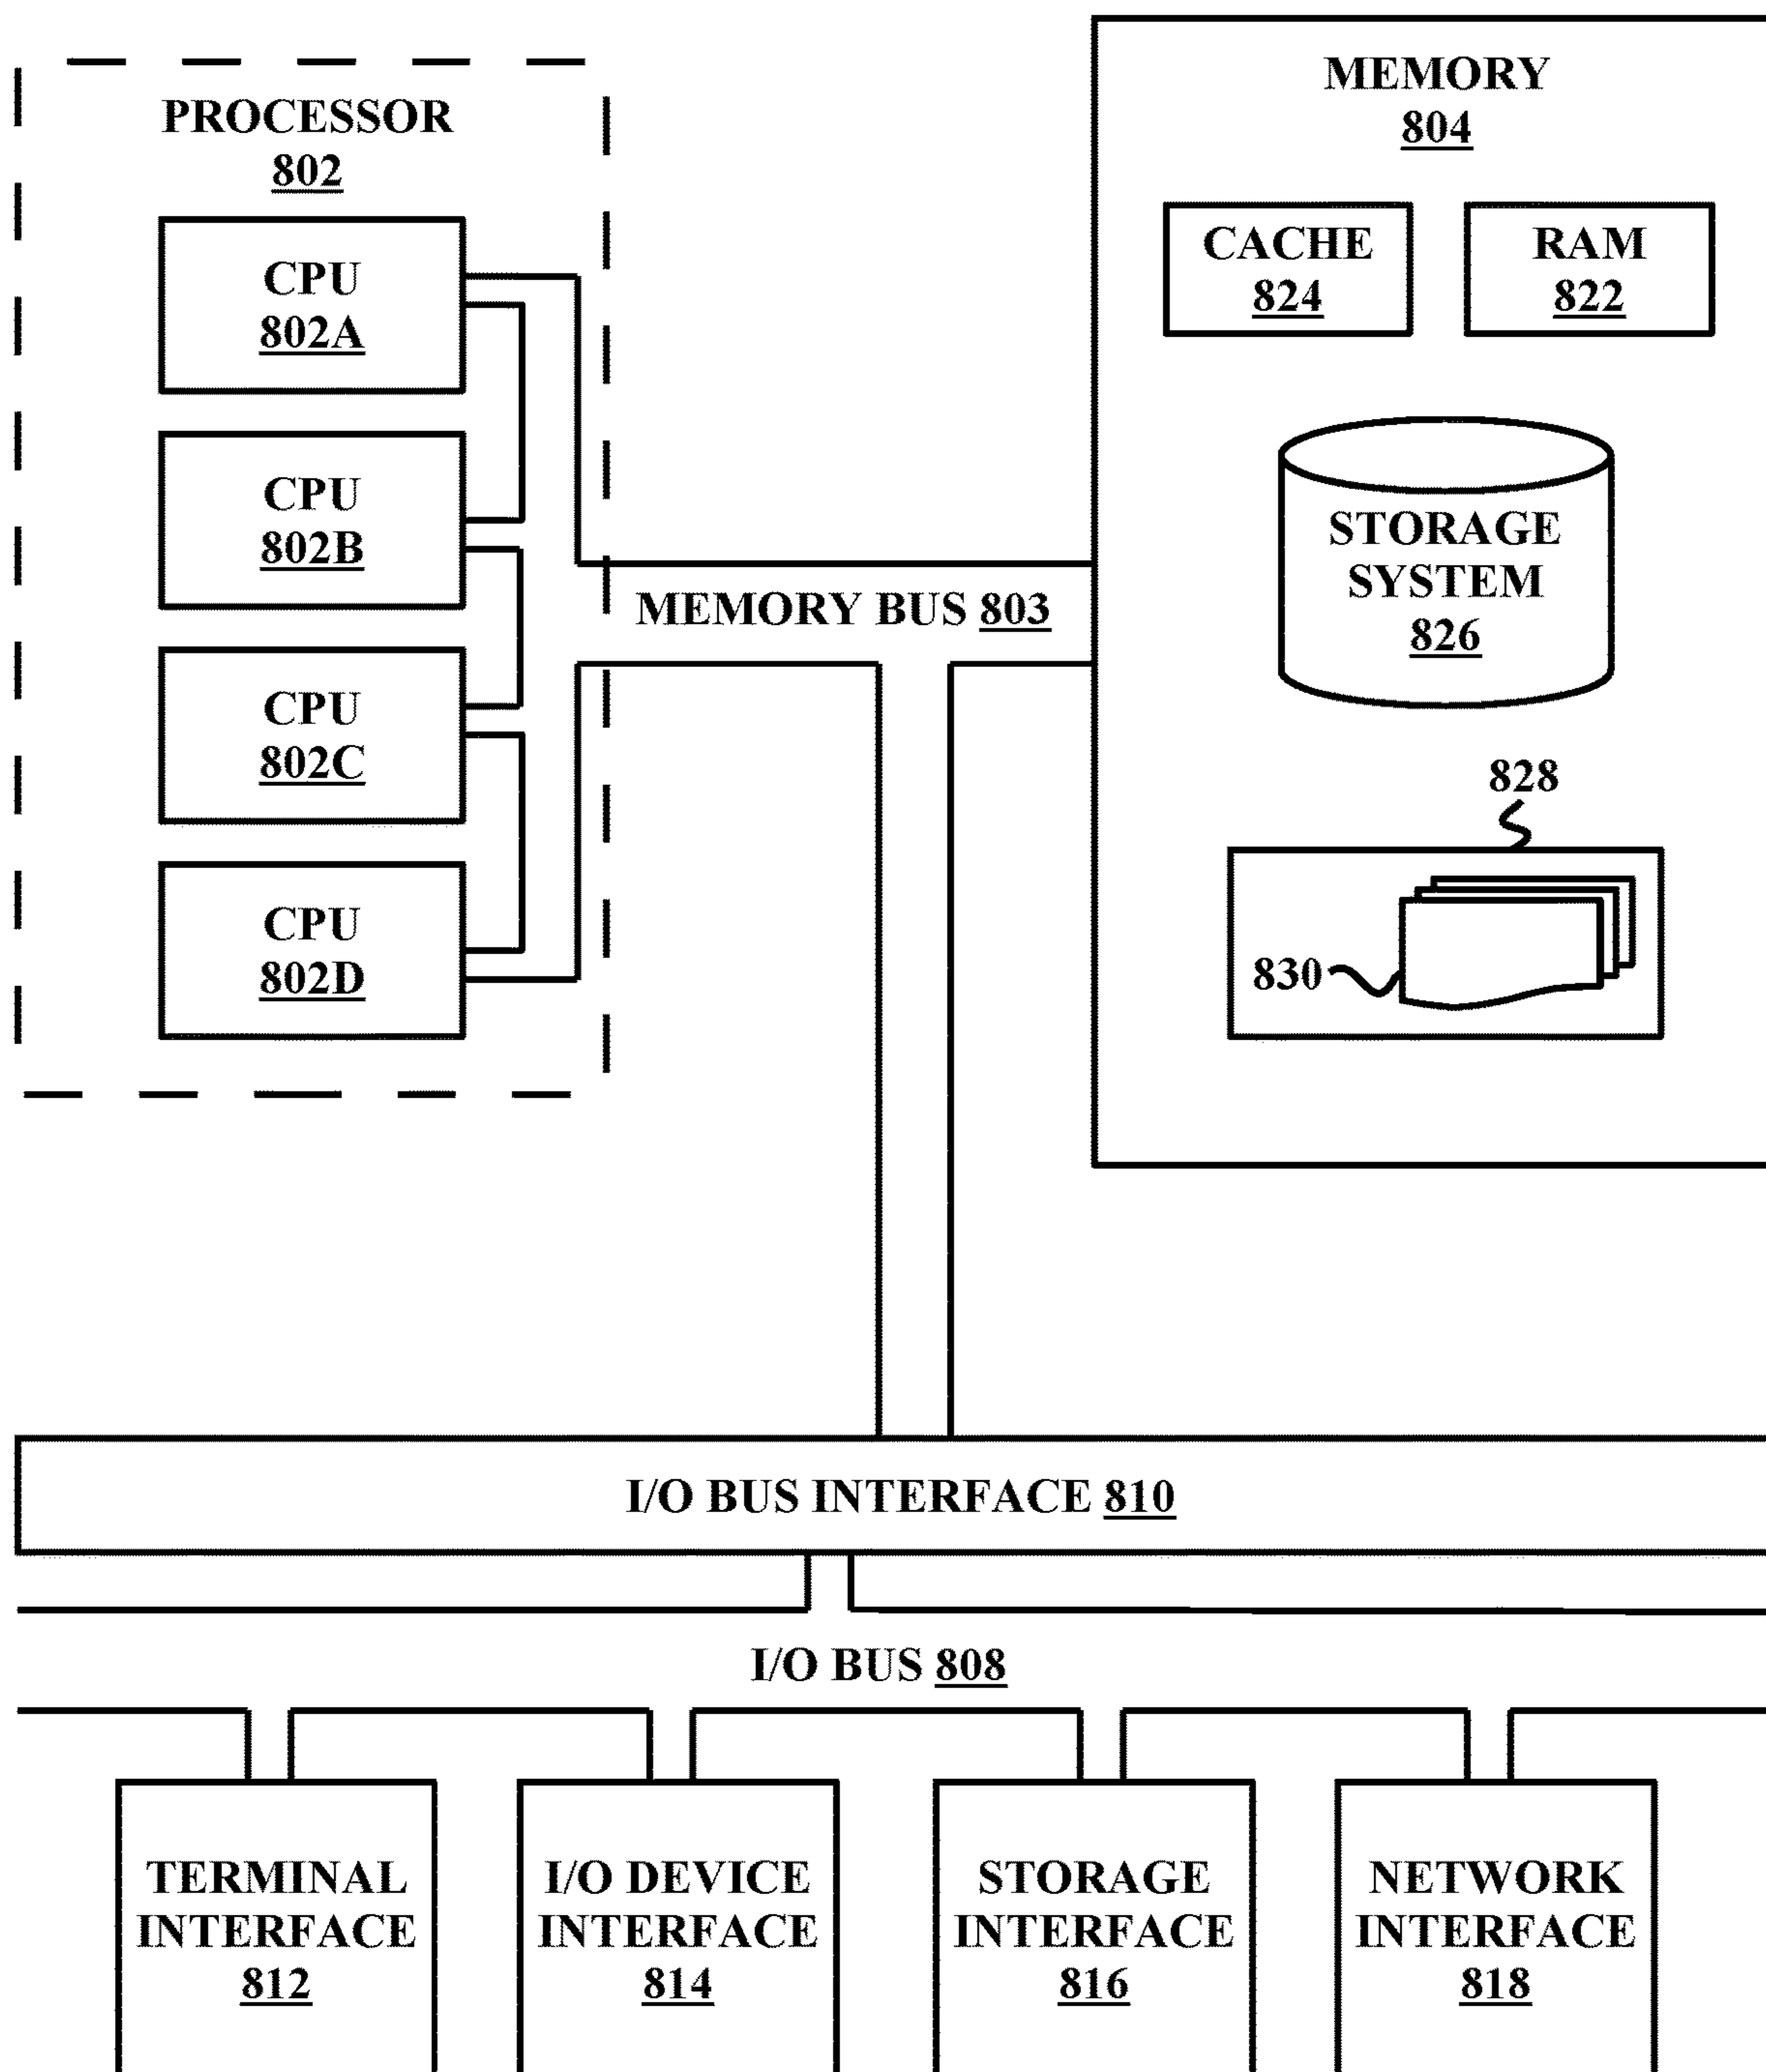 PROCESSOR
802
CPU
802A
CPU
802B
CPU
802C
CPU
802D
MEMORY BUS 803
MEMORY
804
CACHE
824
RAM
822
STORAGE
SYSTEM
826
828
830
I/O BUS INTERFACE 810
I/O BUS 808
TERMINAL
INTERFACE
812
I/O DEVICE
INTERFACE
814
STORAGE
INTERFACE
816
NETWORK
INTERFACE
818